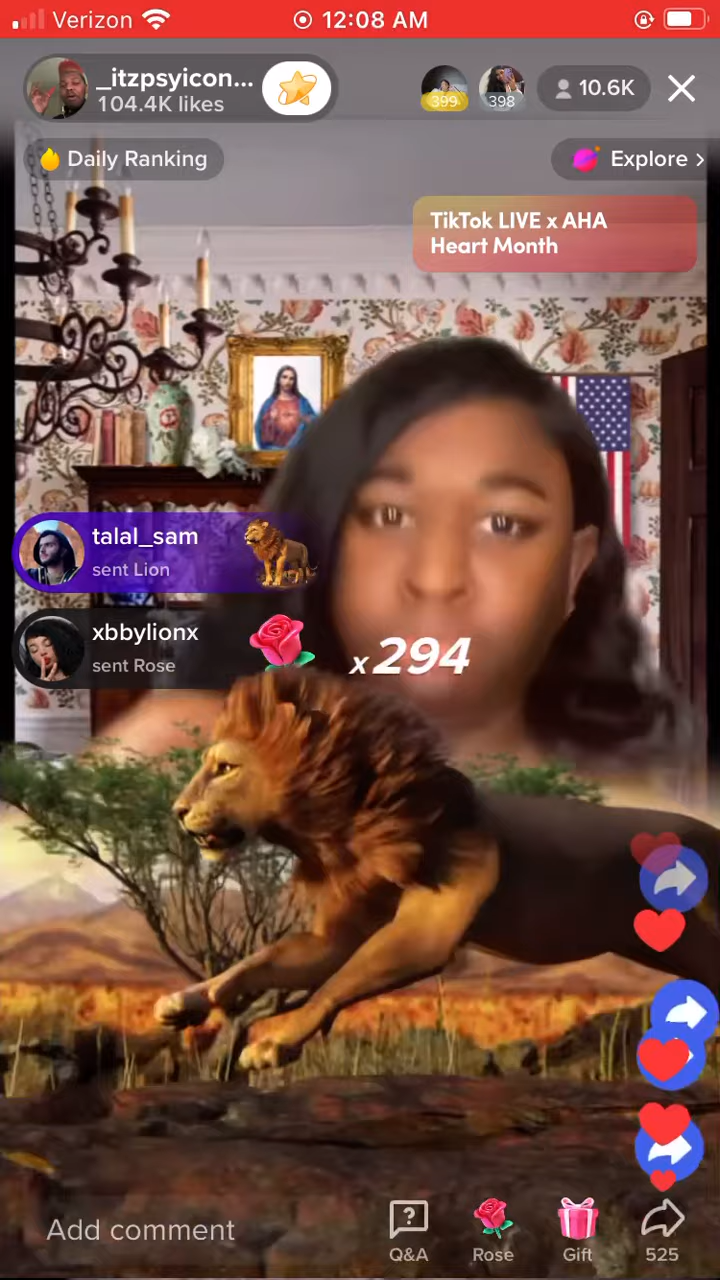 Verizon 12:08 AM
_itzpsyicon...
104.4K likes
399
398
10.6K
Daily Ranking
Explore >
TikTok LIVE x AHA
Heart Month
talal_sam
sent Lion
xbbylionx
sent Rose
x294
Add comment
Q&A
Rose
Gift
525